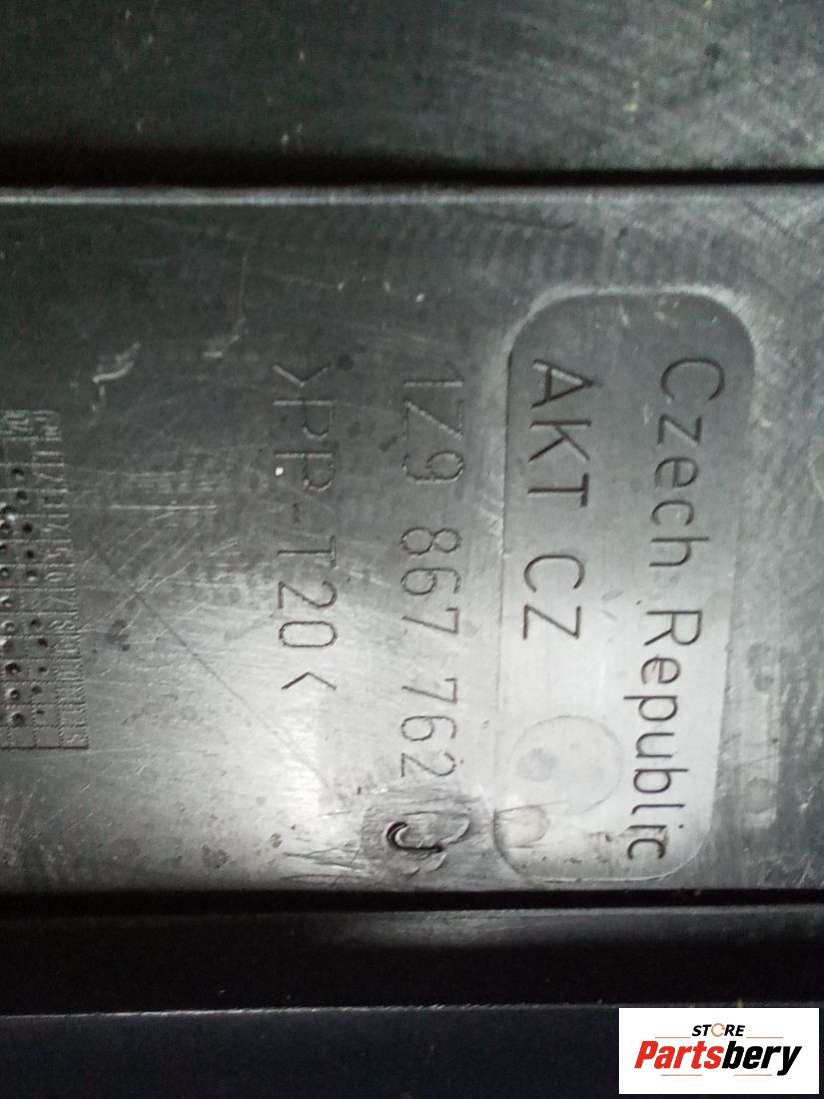 Czech Republic
AKT CZ
1Z9 867 762 J
>PP-T20<
STORE
Partsbery